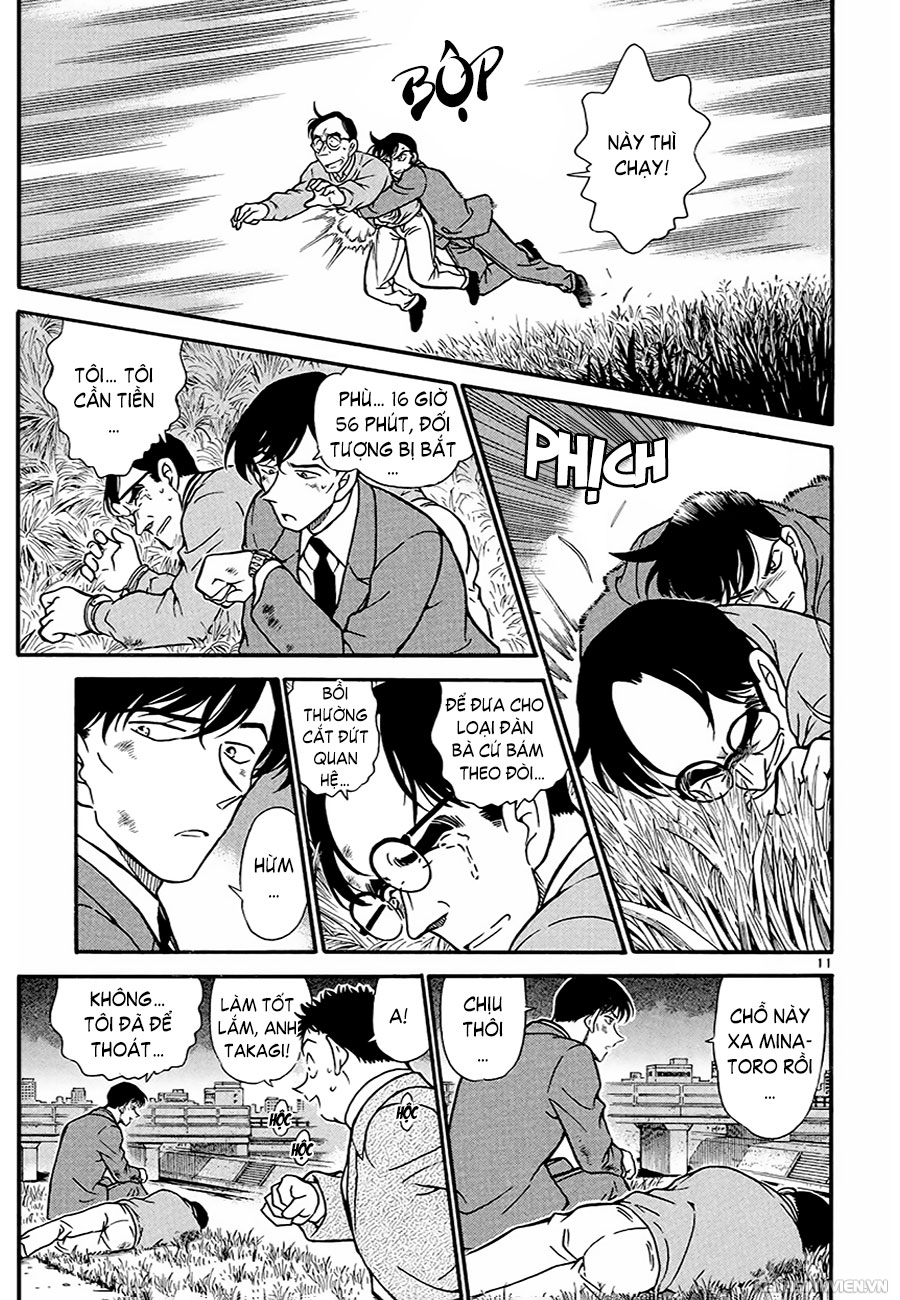 BỘP
NÀY THÌ
CHẠY!
PHỊCH
PHÙ... 16 GIỜ
56 PHÚT, ĐỐI
TƯỢNG BỊ BẮT
...
TÔI... TÔI
CẦN TIỀN
...
ĐỂ ĐƯA CHO
LOẠI ĐÀN
BÀ CỨ BÁM
THEO ĐÒI...
BỒI
THƯỜNG
CẮT ĐỨT
QUAN
HỆ...
HỪM
...
11
CHỖ NÀY
XA MINA-
TORO RỒI
...
CHỊU
THÔI
...
A!
LÀM TỐT
LẮM, ANH
TAKAGI!
HỘC
HỘC
HỘC
HỘC
KHÔNG...
TÔI ĐÃ ĐỂ
THOÁT...